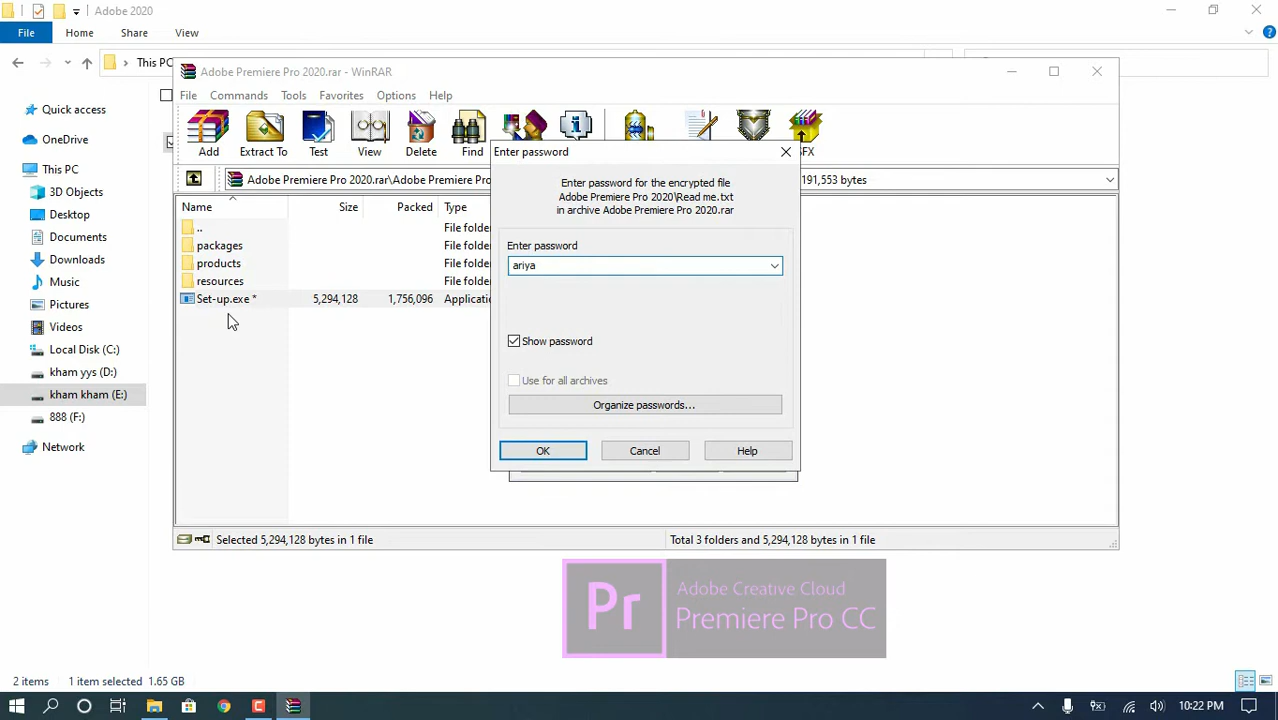 Adobe 2020
File Home Share View
This PC
Adobe Premiere Pro 2020.rar - WinRAR
File Commands Tools Favorites Options Help
Add Extract To Test View Delete Find
Adobe Premiere Pro 2020.rar\Adobe Premiere Pro
191,553 bytes
Name Size Packed Type
.. File folde
packages File folde
products File folde
resources File folde
Set-up.exe * 5,294,128 1,756,096 Applicatio
Selected 5,294,128 bytes in 1 file
Total 3 folders and 5,294,128 bytes in 1 file
Quick access
OneDrive
This PC
3D Objects
Desktop
Documents
Downloads
Music
Pictures
Videos
Local Disk (C:)
kham yys (D:)
kham kham (E:)
888 (F:)
Network
Enter password
Enter password for the encrypted file
Adobe Premiere Pro 2020\Read me.txt
in archive Adobe Premiere Pro 2020.rar
Enter password
ariya
Show password
Use for all archives
Organize passwords...
OK Cancel Help
Pr
Adobe Creative Cloud
Premiere Pro CC
2 items 1 item selected 1.65 GB
10:22 PM